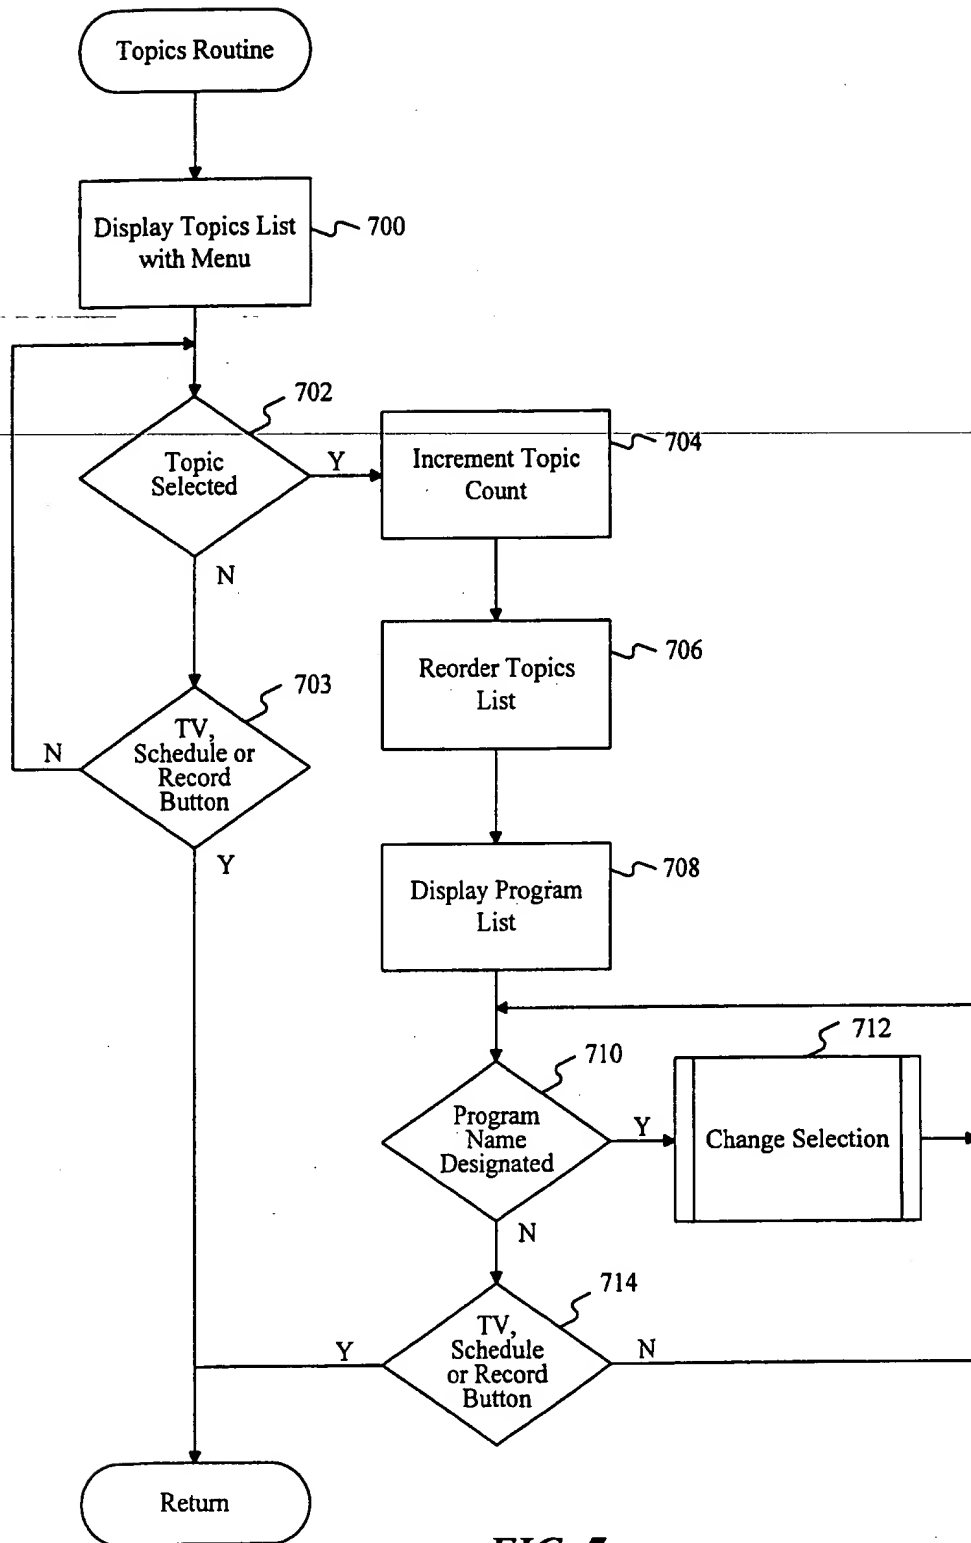 Topics Routine
Display Topics List
with Menu
700
702
Topic
Selected
Y
N
Increment Topic
Count
704
Reorder Topics
List
706
703
TV,
Schedule or
Record
Button
N
Y
Display Program
List
708
710
Program
Name
Designated
Y
N
712
Change Selection
714
TV,
Schedule
or Record
Button
Y
N
Return